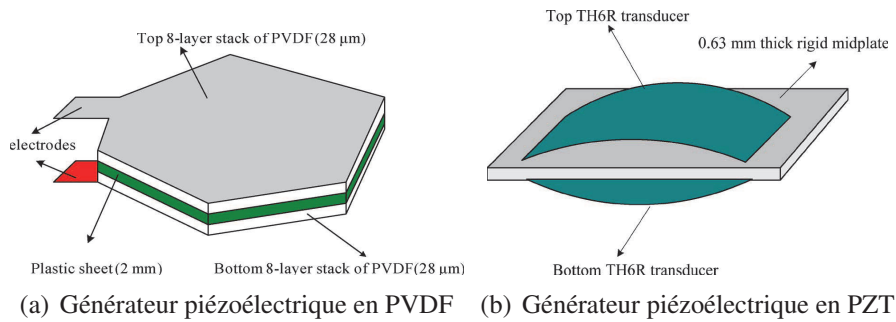 Top 8-layer stack of PVDF(28 µm)
electrodes
Plastic sheet(2 mm)
Bottom 8-layer stack of PVDF(28 µm)
(a) Générateur piézoélectrique en PVDF
Top TH6R transducer
0.63 mm thick rigid midplate
Bottom TH6R transducer
(b) Générateur piézoélectrique en PZT